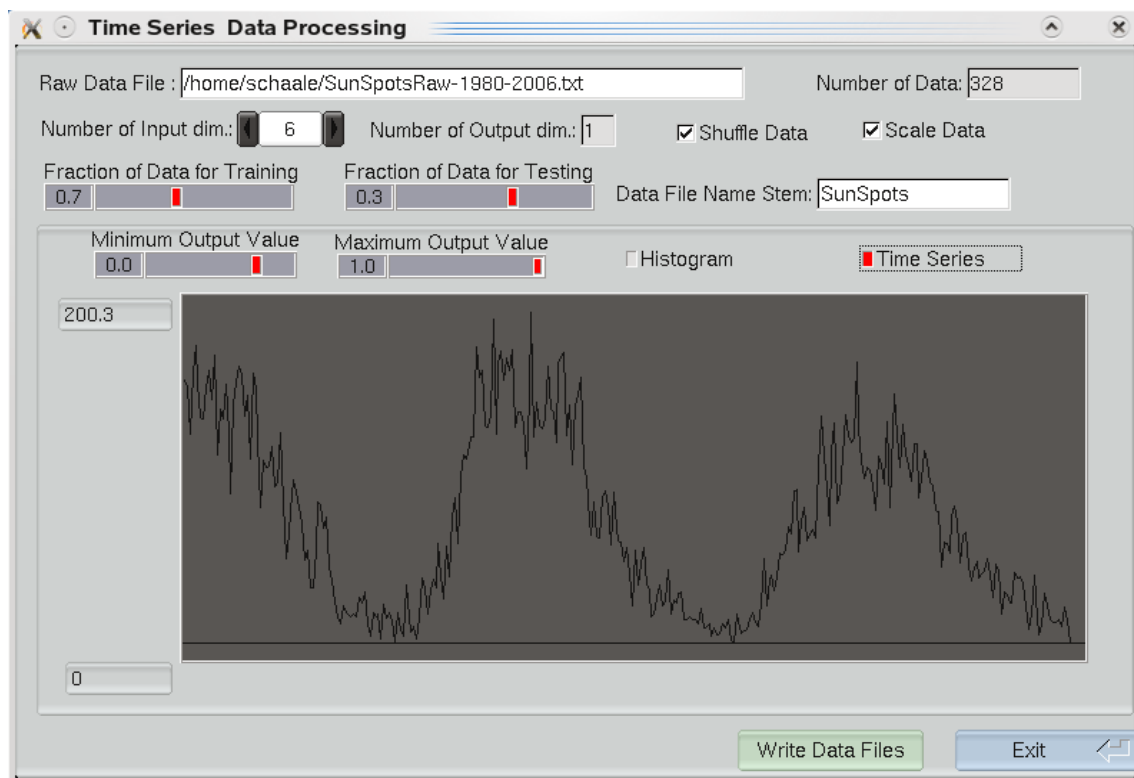 Time Series Data Processing
Raw Data File : /home/schaale/SunSpotsRaw-1980-2006.txt Number of Data: 328
Number of Input dim.: 6 Number of Output dim.: 1 Shuffle Data Scale Data
Fraction of Data for Training Fraction of Data for Testing
0.7 0.3 Data File Name Stem: SunSpots
Minimum Output Value Maximum Output Value
0.0 1.0 Histogram Time Series
200.3
0
Write Data Files Exit